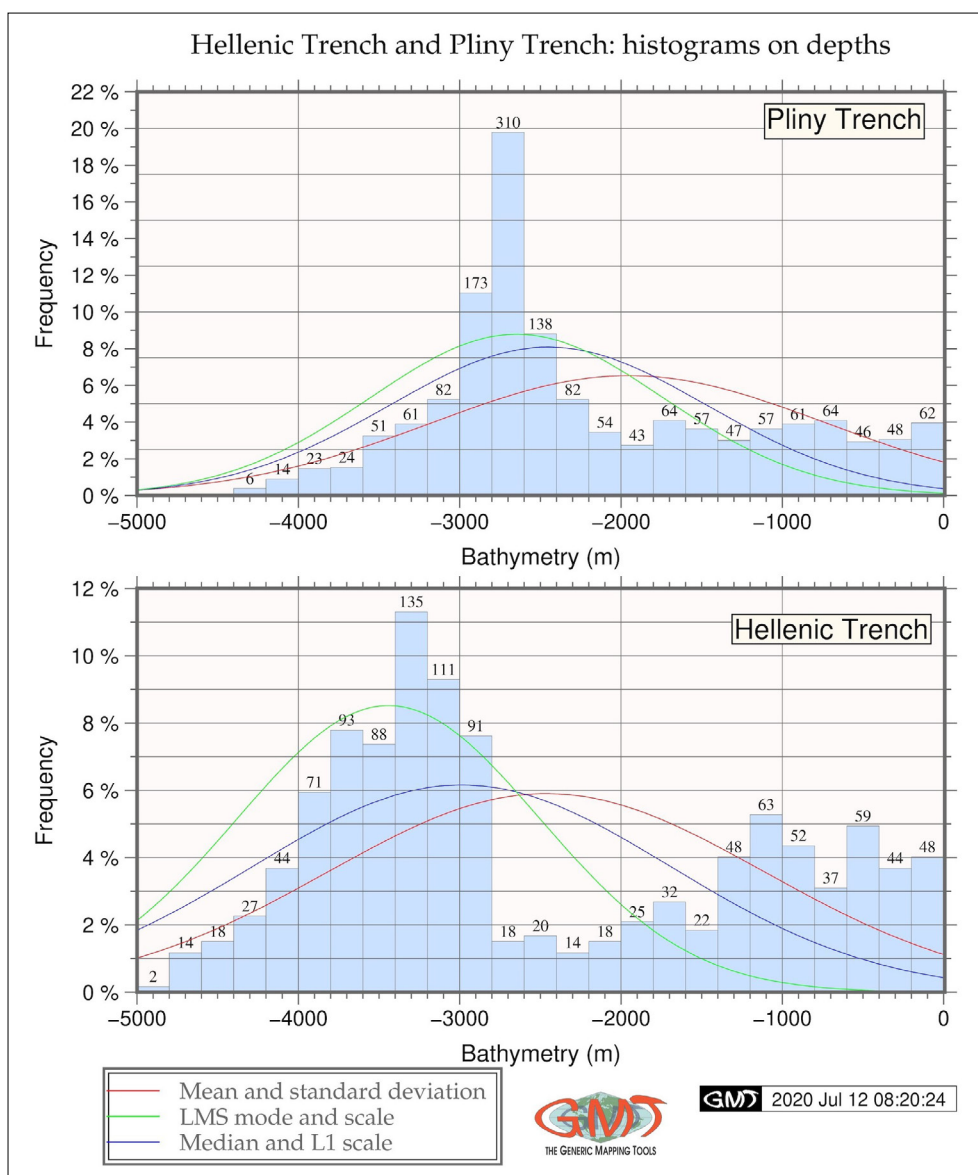 Hellenic Trench and Pliny Trench: histograms on depths
22 %
20 %
18 %
16 %
14 %
12 %
10 %
8 %
6 %
4 %
2 %
0 %
Frequency
Pliny Trench
6 14 23 24 51 61 82 173 310 138 82 54 43 64 57 47 57 61 64 46 48 62
−5000 −4000 −3000 −2000 −1000 0
Bathymetry (m)
12 %
10 %
8 %
6 %
4 %
2 %
0 %
Frequency
Hellenic Trench
2 14 18 27 44 71 93 88 135 111 91 18 20 14 18 25 32 22 48 63 52 37 59 44 48
−5000 −4000 −3000 −2000 −1000 0
Bathymetry (m)
Mean and standard deviation
LMS mode and scale
Median and L1 scale
GMT
THE GENERIC MAPPING TOOLS
GMT 2020 Jul 12 08:20:24